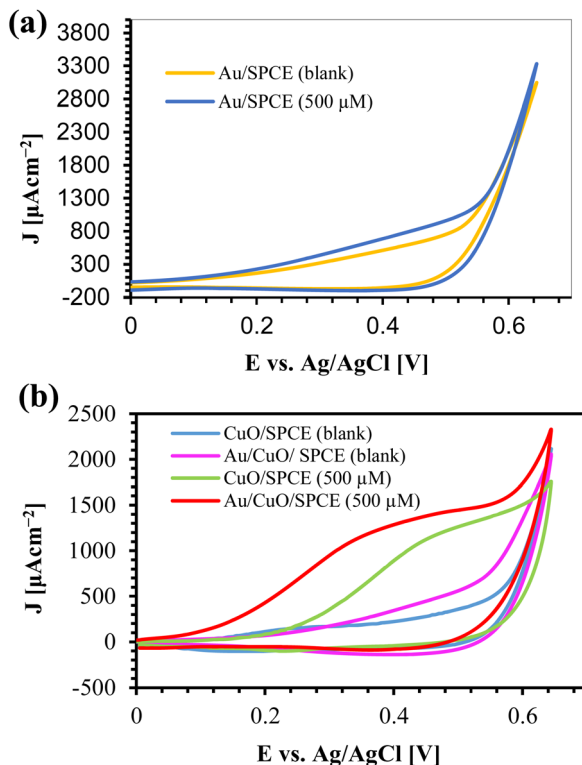 (a)
3800
3300
2800
2300
1800
1300
800
300
-200
J [µAcm⁻²]
Au/SPCE (blank)
Au/SPCE (500 µM)
0 0.2 0.4 0.6
E vs. Ag/AgCl [V]
(b)
2500
2000
1500
1000
500
0
-500
J [µAcm⁻²]
CuO/SPCE (blank)
Au/CuO/ SPCE (blank)
CuO/SPCE (500 µM)
Au/CuO/SPCE (500 µM)
0 0.2 0.4 0.6
E vs. Ag/AgCl [V]